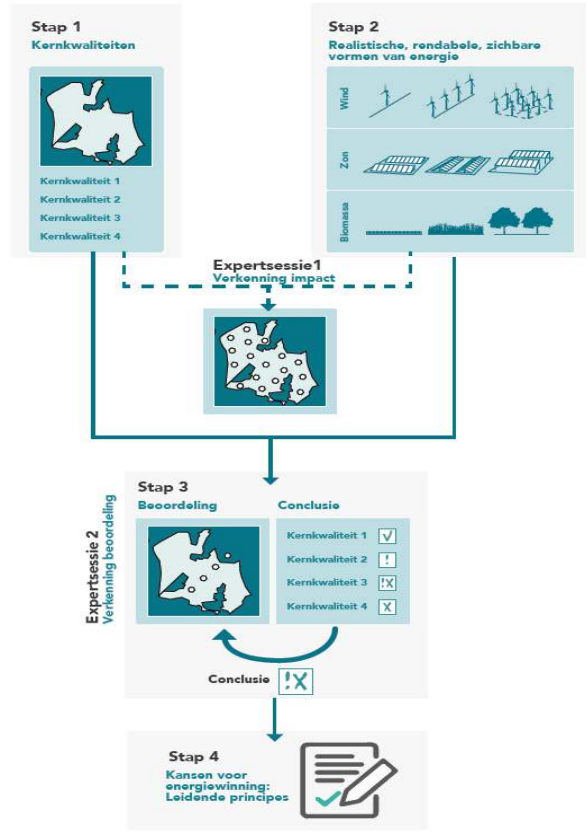 Stap 1
Kernkwaliteiten
Kernkwaliteit 1
Kernkwaliteit 2
Kernkwaliteit 3
Kernkwaliteit 4
Stap 2
Realistische, rendabele, zichbare
vormen van energie
Wind
Zon
Biomassa
Expertsessie1
Verkenning impact
Expertsessie 2
Verkenning beoordeling
Stap 3
Beoordeling
Conclusie
Kernkwaliteit 1 √
Kernkwaliteit 2 !
Kernkwaliteit 3 !X
Kernkwaliteit 4 X
Conclusie !X
Stap 4
Kansen voor
energiewinning:
Leidende principes